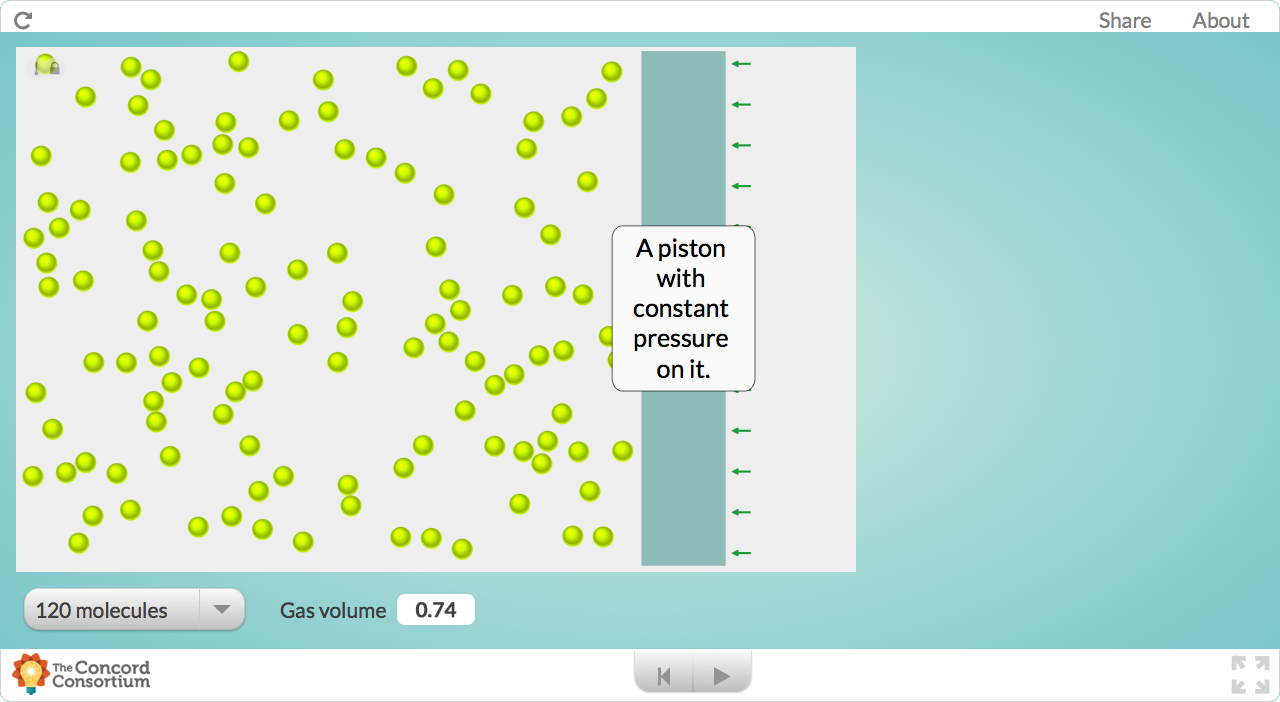 Share About
A piston
with
constant
pressure
on it.
120 molecules
Gas volume 0.74
The Concord
Consortium